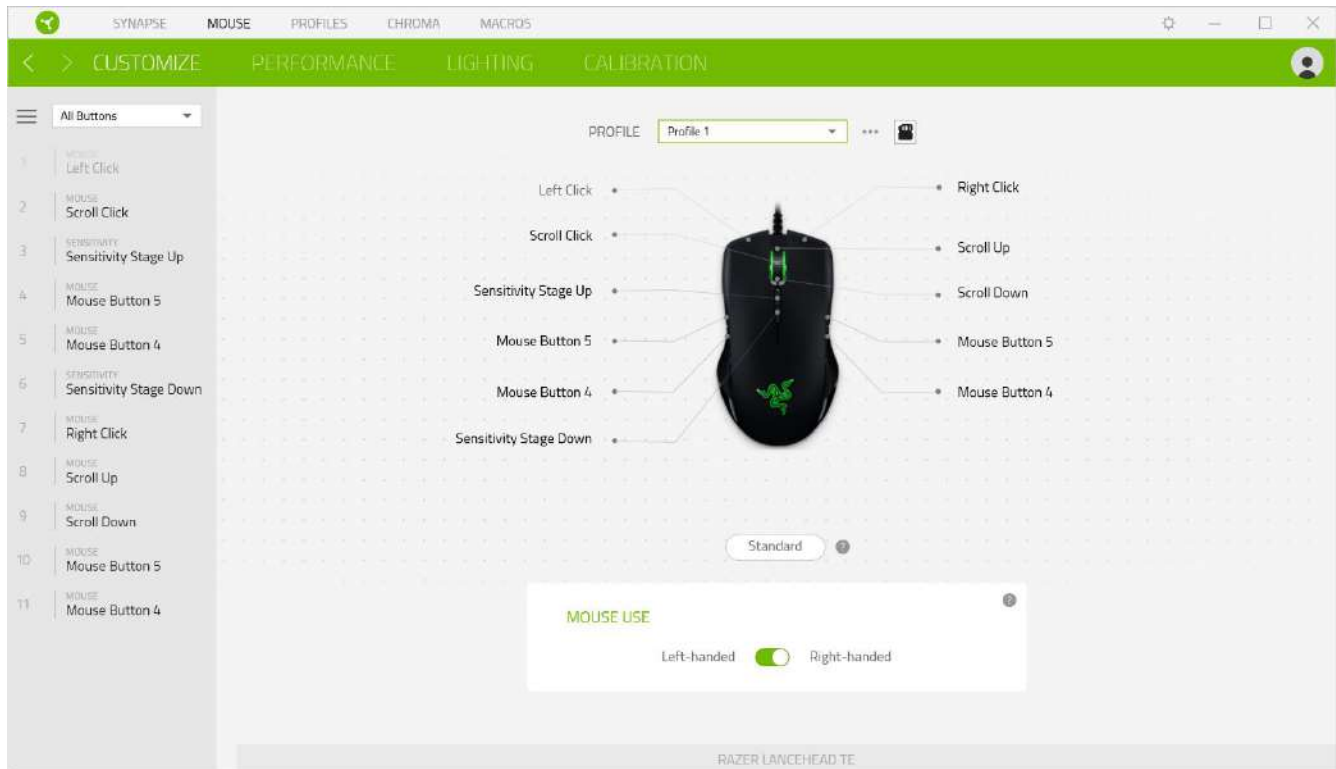 SYNAPSE MOUSE PROFILES CHROMA MACROS
CUSTOMIZE PERFORMANCE LIGHTING CALIBRATION
All Buttons
1 MOUSE
Left Click
2 MOUSE
Scroll Click
3 SENSITIVITY
Sensitivity Stage Up
4 MOUSE
Mouse Button 5
5 MOUSE
Mouse Button 4
6 SENSITIVITY
Sensitivity Stage Down
7 MOUSE
Right Click
8 MOUSE
Scroll Up
9 MOUSE
Scroll Down
10 MOUSE
Mouse Button 5
11 MOUSE
Mouse Button 4
PROFILE Profile 1
Left Click
Scroll Click
Sensitivity Stage Up
Mouse Button 5
Mouse Button 4
Sensitivity Stage Down
Right Click
Scroll Up
Scroll Down
Mouse Button 5
Mouse Button 4
Standard ?
MOUSE USE ?
Left-handed Right-handed
RAZER LANCEHEAD TE